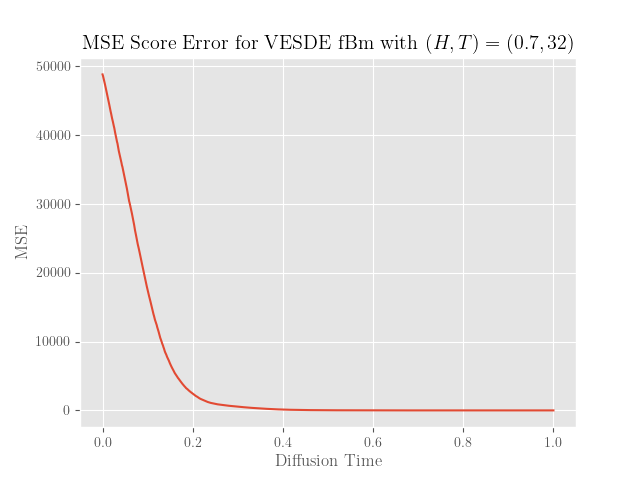 MSE Score Error for VESDE fBm with (H, T) = (0.7, 32)
50000
40000
30000
20000
10000
0
MSE
0.0 0.2 0.4 0.6 0.8 1.0
Diffusion Time